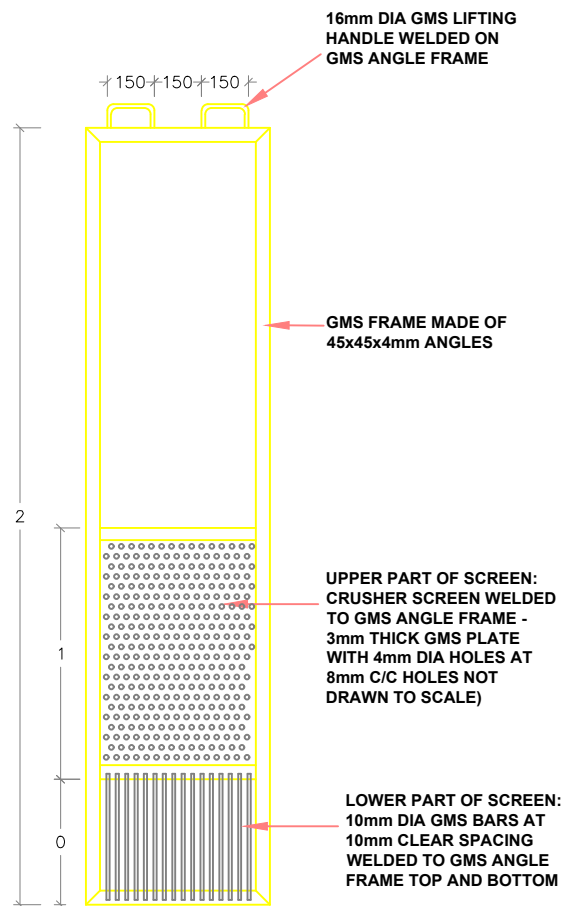 16mm DIA GMS LIFTING
HANDLE WELDED ON
GMS ANGLE FRAME
150 150 150
GMS FRAME MADE OF
45x45x4mm ANGLES
2
UPPER PART OF SCREEN:
CRUSHER SCREEN WELDED
TO GMS ANGLE FRAME -
3mm THICK GMS PLATE
WITH 4mm DIA HOLES AT
8mm C/C HOLES NOT
DRAWN TO SCALE)
1
LOWER PART OF SCREEN:
10mm DIA GMS BARS AT
10mm CLEAR SPACING
WELDED TO GMS ANGLE
FRAME TOP AND BOTTOM
0